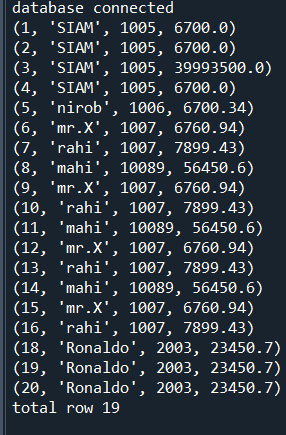 database connected
(1, 'SIAM', 1005, 6700.0)
(2, 'SIAM', 1005, 6700.0)
(3, 'SIAM', 1005, 39993500.0)
(4, 'SIAM', 1005, 6700.0)
(5, 'nirob', 1006, 6700.34)
(6, 'mr.X', 1007, 6760.94)
(7, 'rahi', 1007, 7899.43)
(8, 'mahi', 10089, 56450.6)
(9, 'mr.X', 1007, 6760.94)
(10, 'rahi', 1007, 7899.43)
(11, 'mahi', 10089, 56450.6)
(12, 'mr.X', 1007, 6760.94)
(13, 'rahi', 1007, 7899.43)
(14, 'mahi', 10089, 56450.6)
(15, 'mr.X', 1007, 6760.94)
(16, 'rahi', 1007, 7899.43)
(18, 'Ronaldo', 2003, 23450.7)
(19, 'Ronaldo', 2003, 23450.7)
(20, 'Ronaldo', 2003, 23450.7)
total row 19